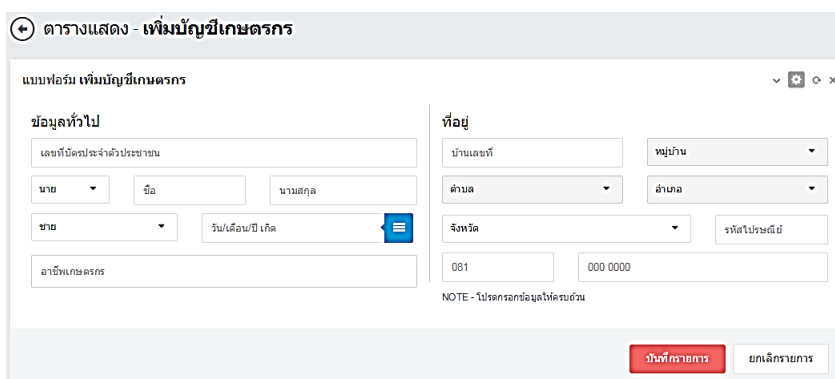 ตารางแสดง - เพิ่มบัญชีเกษตรกร
แบบฟอร์ม เพิ่มบัญชีเกษตรกร
ข้อมูลทั่วไป
เลขที่บัตรประจำตัวประชาชน
นาย ชื่อ นามสกุล
ชาย วัน/เดือน/ปี เกิด
อาชีพเกษตรกร
ที่อยู่
บ้านเลขที่ หมู่บ้าน
ตำบล อำเภอ
จังหวัด รหัสไปรษณีย์
081 000 0000
NOTE - โปรดกรอกข้อมูลให้ครบถ้วน
บันทึกรายการ ยกเลิกรายการ